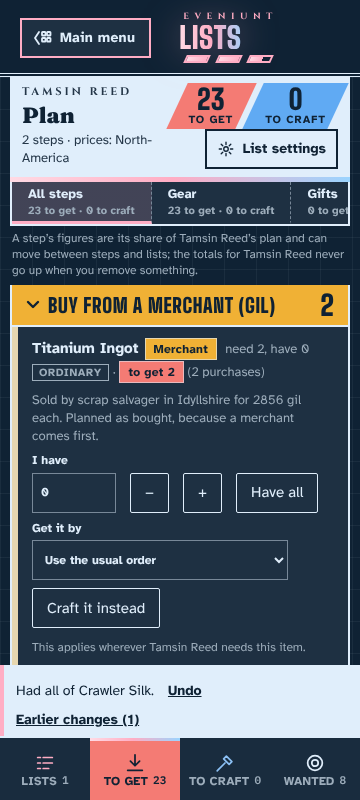 Main menu
EVENIUNT
LISTS
TAMSIN REED
Plan
2 steps · prices: North-
America
23
TO GET
0
TO CRAFT
List settings
All steps
23 to get · 0 to craft
Gear
23 to get · 0 to craft
Gifts
0 to get
A step's figures are its share of Tamsin Reed's plan and can
move between steps and lists; the totals for Tamsin Reed never
go up when you remove something.
BUY FROM A MERCHANT (GIL) 2
Titanium Ingot Merchant need 2, have 0
ORDINARY · to get 2 (2 purchases)
Sold by scrap salvager in Idyllshire for 2856 gil
each. Planned as bought, because a merchant
comes first.
I have
0 − + Have all
Get it by
Use the usual order
Craft it instead
This applies wherever Tamsin Reed needs this item.
Had all of Crawler Silk. Undo
Earlier changes (1)
LISTS 1
TO GET 23
TO CRAFT 0
WANTED 8